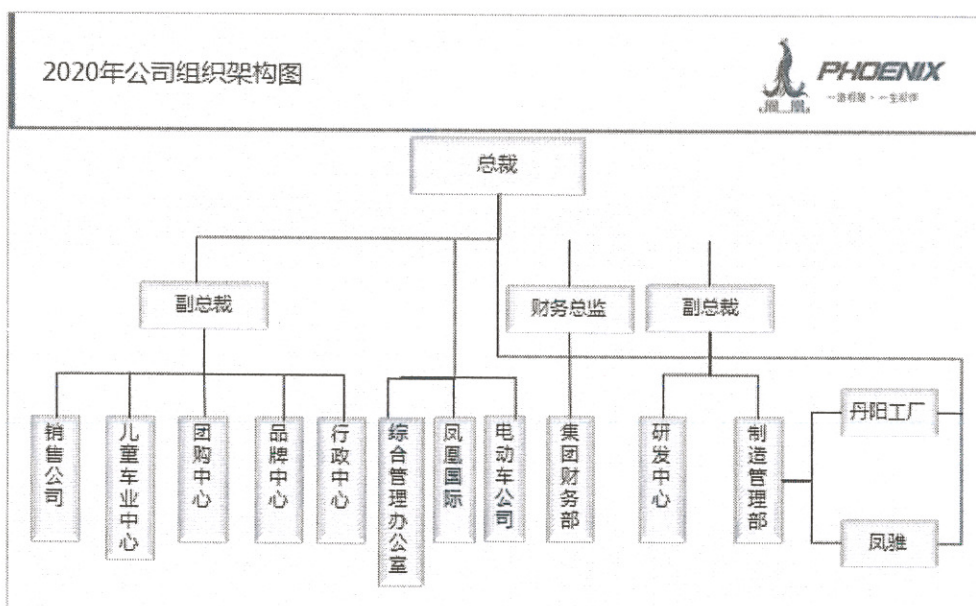 2020年公司组织架构图
PHOENIX
凤凰
总裁
副总裁
财务总监
副总裁
销售公司
儿童车业中心
团购中心
品牌中心
行政中心
综合管理办公室
凤凰国际
电动车公司
集团财务部
研发中心
制造管理部
丹阳工厂
凤骓